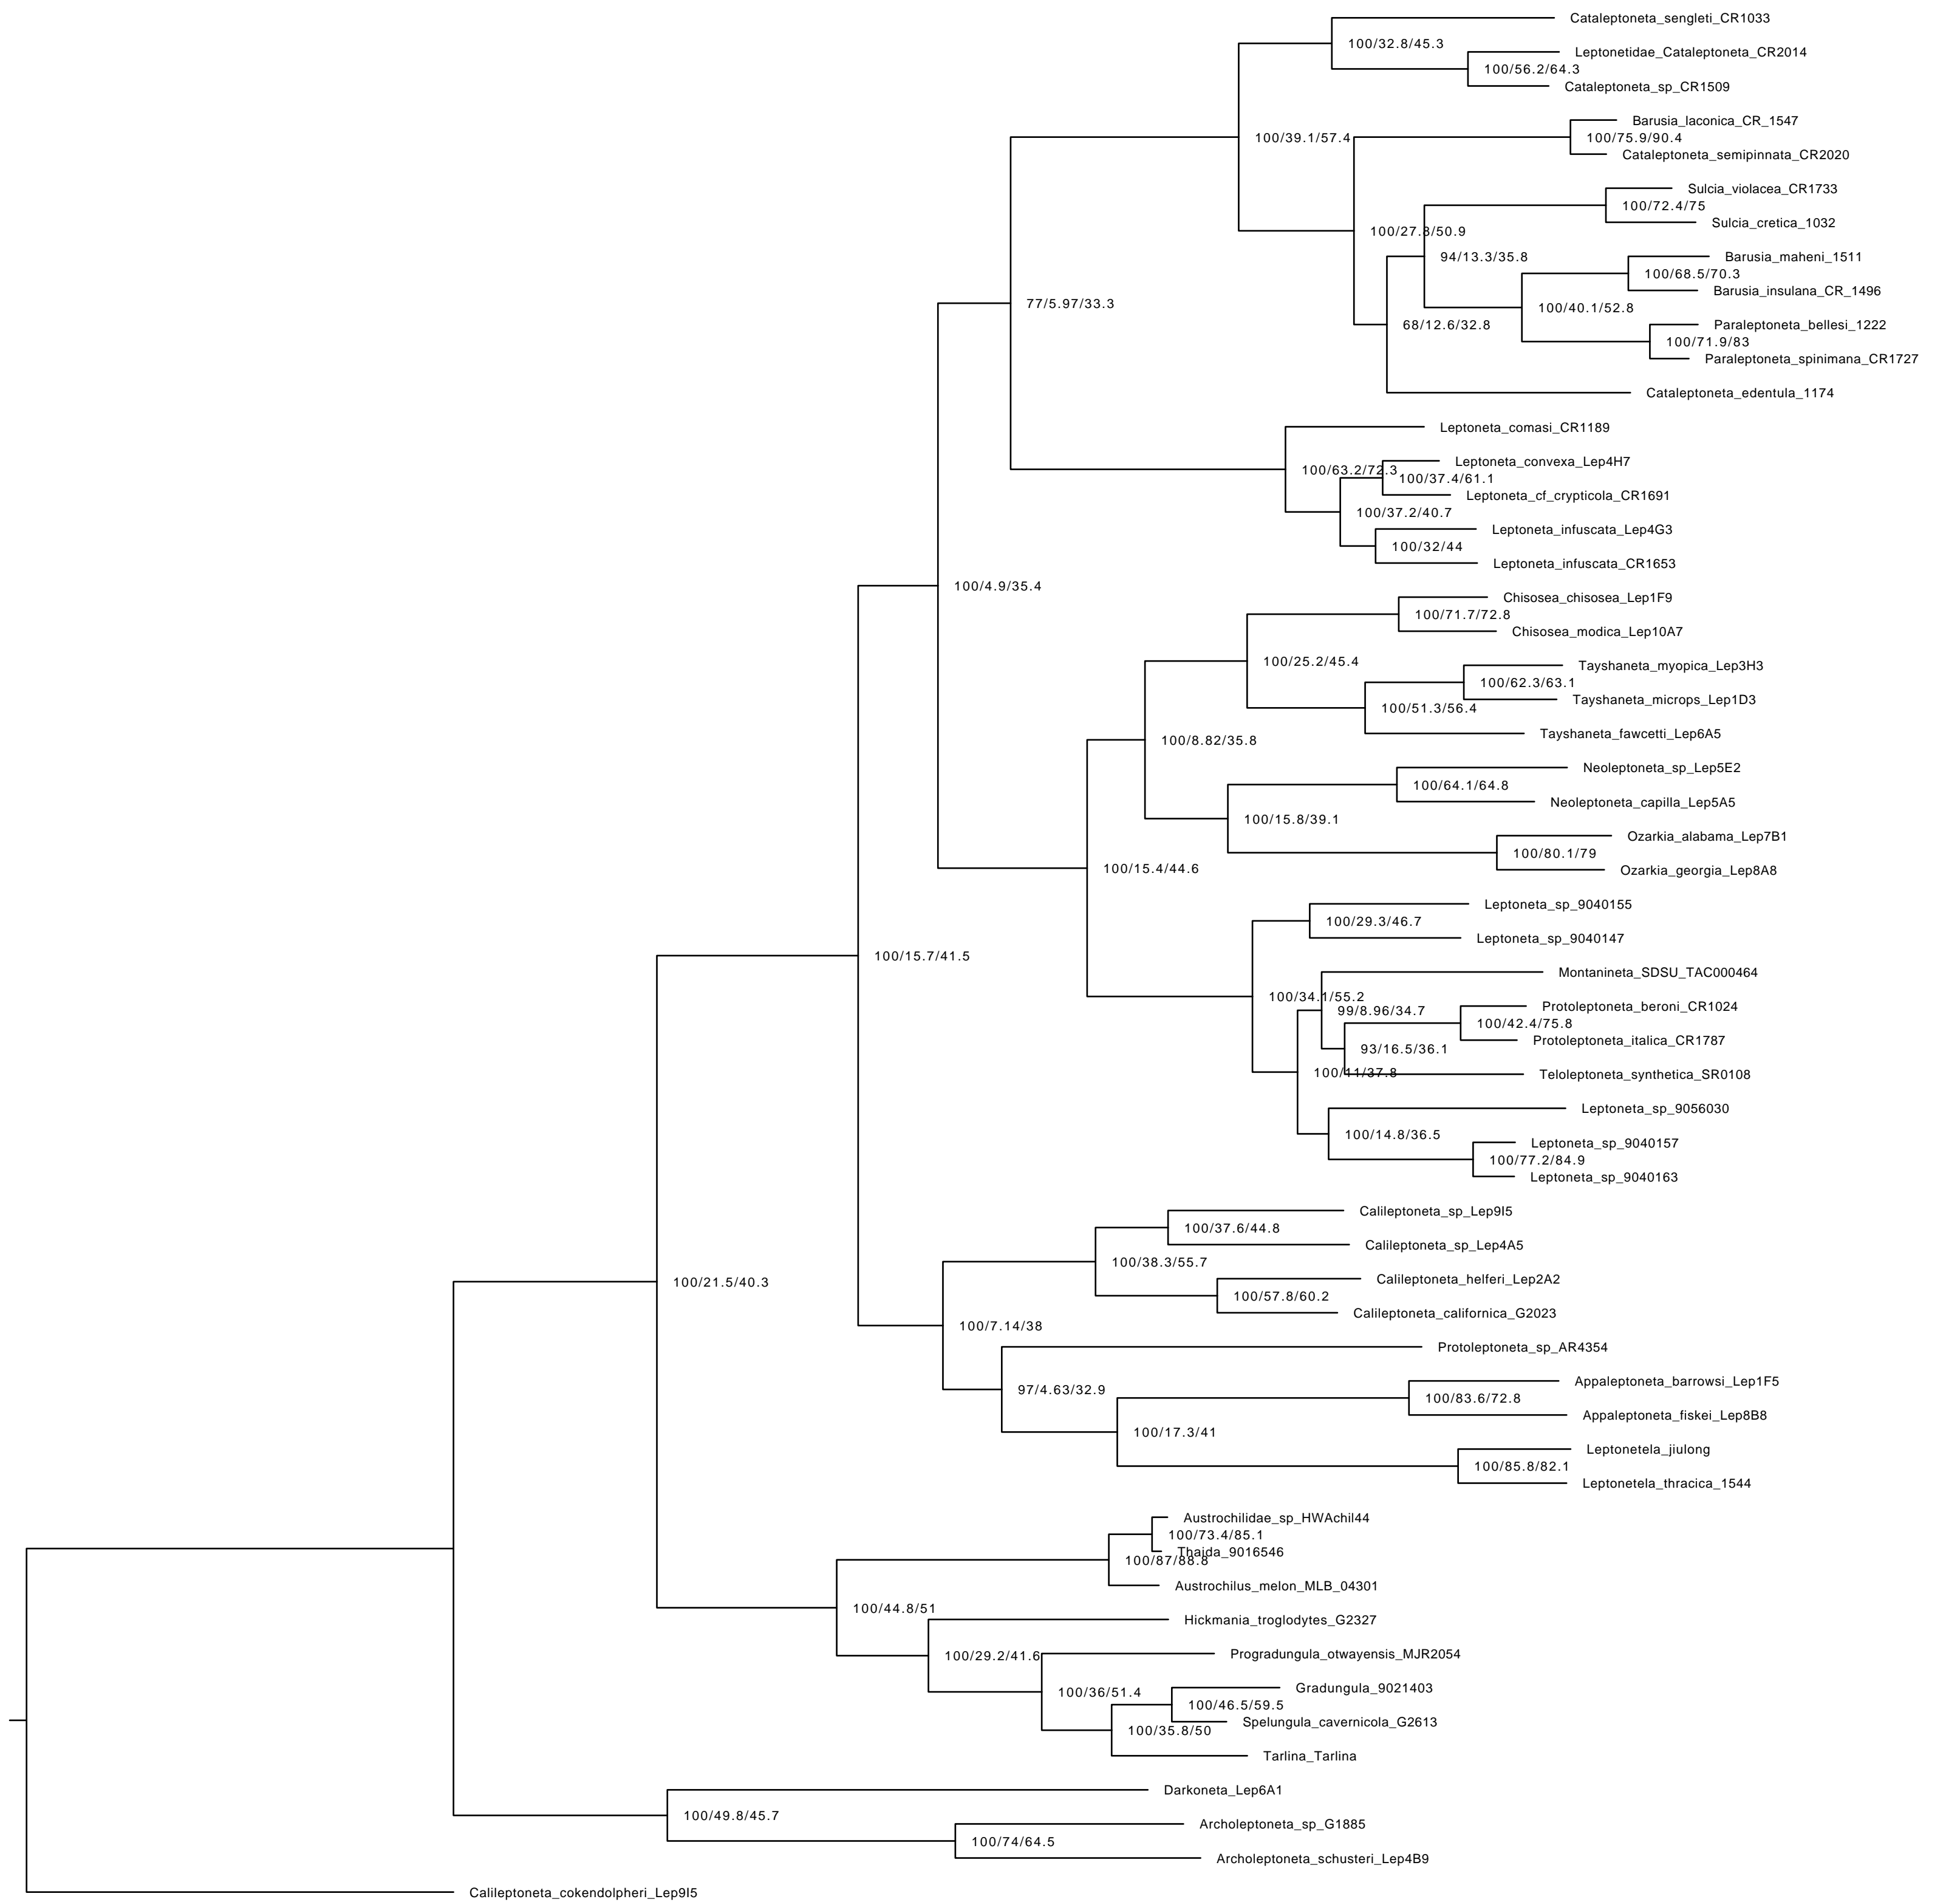 Cataleptoneta_sengleti_CR1033
100/32.8/45.3
Leptonetidae_Cataleptoneta_CR2014
100/56.2/64.3
Cataleptoneta_sp_CR1509
Barusia_laconica_CR_1547
100/39.1/57.4
100/75.9/90.4
Cataleptoneta_semipinnata_CR2020
Sulcia_violacea_CR1733
100/72.4/75
Sulcia_cretica_1032
100/27.8/50.9
94/13.3/35.8
Barusia_maheni_1511
100/68.5/70.3
Barusia_insulana_CR_1496
77/5.97/33.3
100/40.1/52.8
68/12.6/32.8
Paraleptoneta_bellesi_1222
100/71.9/83
Paraleptoneta_spinimana_CR1727
Cataleptoneta_edentula_1174
Leptoneta_comasi_CR1189
Leptoneta_convexa_Lep4H7
100/63.2/72.3
100/37.4/61.1
Leptoneta_cf_crypticola_CR1691
100/37.2/40.7
Leptoneta_infuscata_Lep4G3
100/32/44
Leptoneta_infuscata_CR1653
100/4.9/35.4
Chisosea_chisosea_Lep1F9
100/71.7/72.8
Chisosea_modica_Lep10A7
100/25.2/45.4
Tayshaneta_myopica_Lep3H3
100/62.3/63.1
Tayshaneta_microps_Lep1D3
100/51.3/56.4
Tayshaneta_fawcetti_Lep6A5
100/8.82/35.8
Neoleptoneta_sp_Lep5E2
100/64.1/64.8
Neoleptoneta_capilla_Lep5A5
100/15.8/39.1
Ozarkia_alabama_Lep7B1
100/80.1/79
Ozarkia_georgia_Lep8A8
100/15.4/44.6
Leptoneta_sp_9040155
100/29.3/46.7
Leptoneta_sp_9040147
100/15.7/41.5
Montanineta_SDSU_TAC000464
100/34.1/55.2
99/8.96/34.7
Protoleptoneta_beroni_CR1024
100/42.4/75.8
Protoleptoneta_italica_CR1787
93/16.5/36.1
100/11/37.8
Teloleptoneta_synthetica_SR0108
Leptoneta_sp_9056030
100/14.8/36.5
Leptoneta_sp_9040157
100/77.2/84.9
Leptoneta_sp_9040163
Calileptoneta_sp_Lep9I5
100/37.6/44.8
Calileptoneta_sp_Lep4A5
100/38.3/55.7
100/21.5/40.3
Calileptoneta_helferi_Lep2A2
100/57.8/60.2
Calileptoneta_californica_G2023
100/7.14/38
Protoleptoneta_sp_AR4354
Appaleptoneta_barrowsi_Lep1F5
97/4.63/32.9
100/83.6/72.8
Appaleptoneta_fiskei_Lep8B8
100/17.3/41
Leptonetela_jiulong
100/85.8/82.1
Leptonetela_thracica_1544
Austrochilidae_sp_HWAchil44
100/73.4/85.1
Thaida_9016546
100/87/88.8
Austrochilus_melon_MLB_04301
100/44.8/51
Hickmania_troglodytes_G2327
100/29.2/41.6
Progradungula_otwayensis_MJR2054
Gradungula_9021403
100/36/51.4
100/46.5/59.5
Spelungula_cavernicola_G2613
100/35.8/50
Tarlina_Tarlina
Darkoneta_Lep6A1
100/49.8/45.7
Archoleptoneta_sp_G1885
100/74/64.5
Archoleptoneta_schusteri_Lep4B9
Calileptoneta_cokendolpheri_Lep9I5